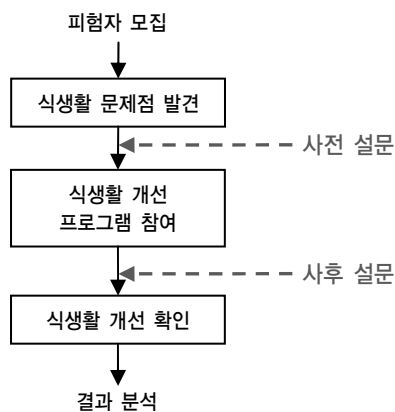 피험자 모집
식생활 문제점 발견
사전 설문
식생활 개선
프로그램 참여
사후 설문
식생활 개선 확인
결과 분석